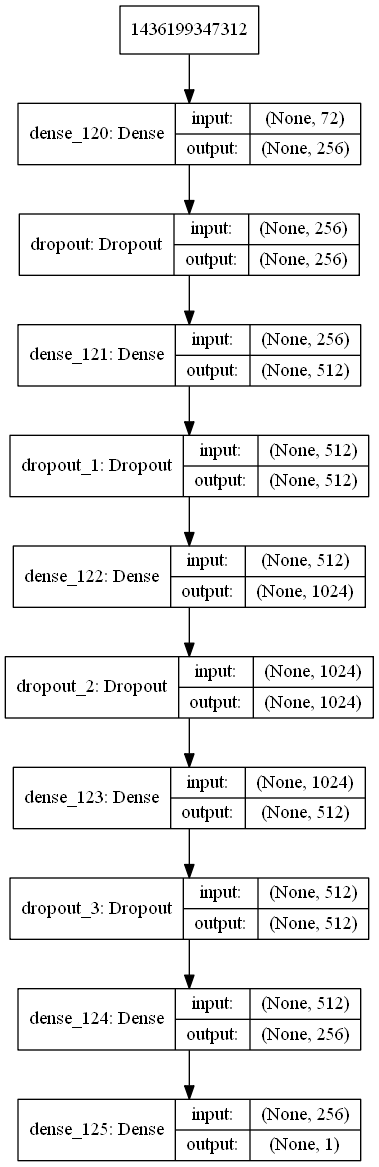 1436199347312
dense_120: Dense
input: (None, 72)
output: (None, 256)
dropout: Dropout
input: (None, 256)
output: (None, 256)
dense_121: Dense
input: (None, 256)
output: (None, 512)
dropout_1: Dropout
input: (None, 512)
output: (None, 512)
dense_122: Dense
input: (None, 512)
output: (None, 1024)
dropout_2: Dropout
input: (None, 1024)
output: (None, 1024)
dense_123: Dense
input: (None, 1024)
output: (None, 512)
dropout_3: Dropout
input: (None, 512)
output: (None, 512)
dense_124: Dense
input: (None, 512)
output: (None, 256)
dense_125: Dense
input: (None, 256)
output: (None, 1)